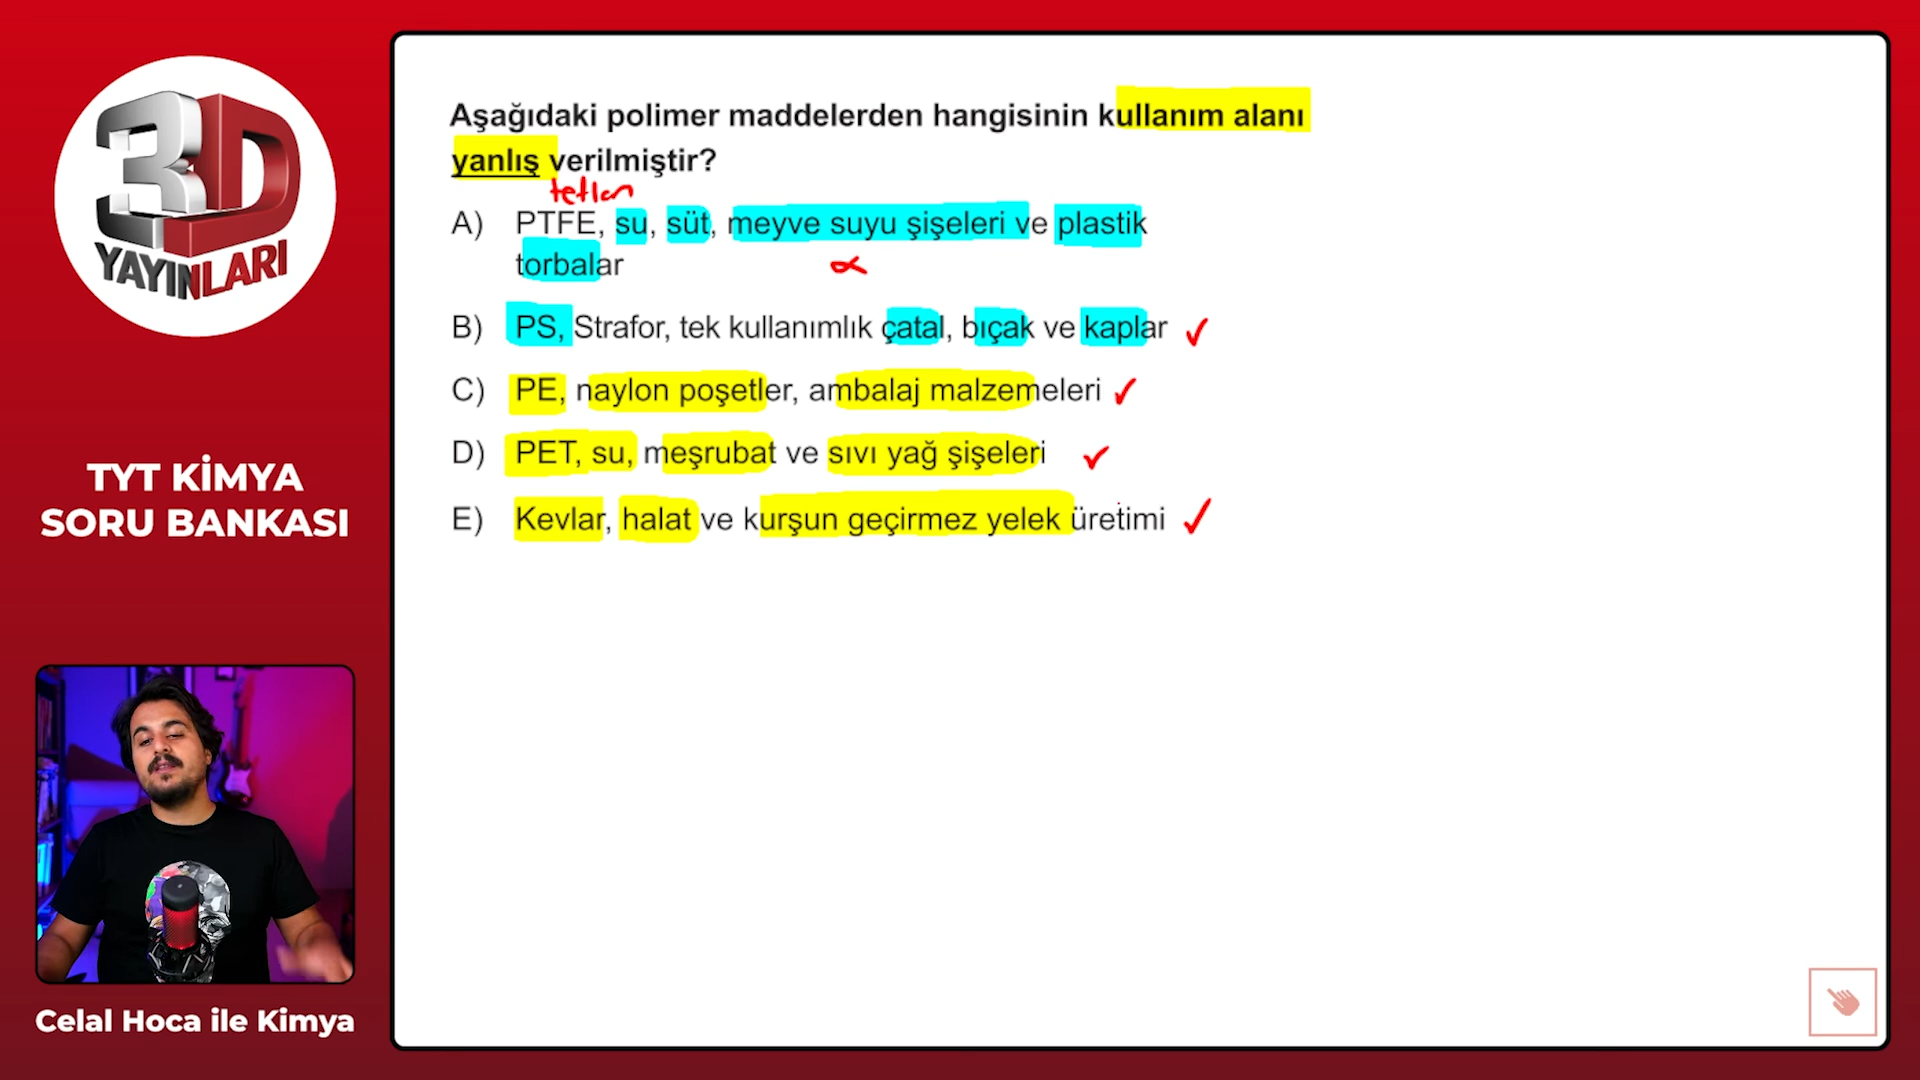 3D
YAYINLARI
TYT KİMYA
SORU BANKASI
Celal Hoca ile Kimya
Aşağıdaki polimer maddelerden hangisinin kullanım alanı
yanlış verilmiştir?
teflon
A) PTFE, su, süt, meyve suyu şişeleri ve plastik
torbalar
B) PS, Strafor, tek kullanımlık çatal, bıçak ve kaplar
C) PE, naylon poşetler, ambalaj malzemeleri
D) PET, su, meşrubat ve sıvı yağ şişeleri
E) Kevlar, halat ve kurşun geçirmez yelek üretimi